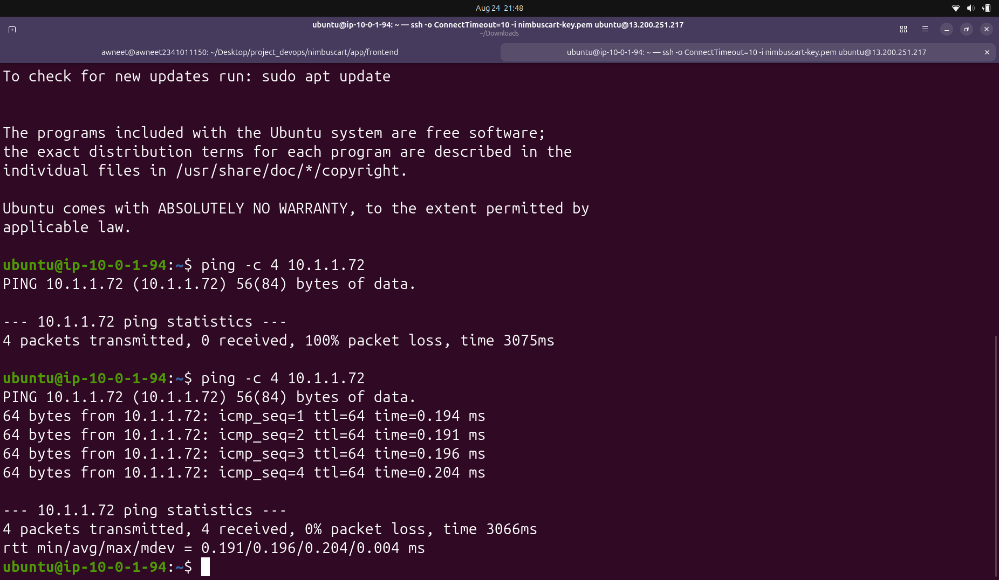 Aug 24 21:48
ubuntu@ip-10-0-1-94: ~ — ssh -o ConnectTimeout=10 -i nimbuscart-key.pem ubuntu@13.200.251.217
~/Downloads
awneet@awneet2341011150: ~/Desktop/project_devops/nimbuscart/app/frontend
ubuntu@ip-10-0-1-94: ~ — ssh -o ConnectTimeout=10 -i nimbuscart-key.pem ubuntu@13.200.251.217
To check for new updates run: sudo apt update
The programs included with the Ubuntu system are free software;
the exact distribution terms for each program are described in the
individual files in /usr/share/doc/*/copyright.
Ubuntu comes with ABSOLUTELY NO WARRANTY, to the extent permitted by
applicable law.
ubuntu@ip-10-0-1-94:~$ ping -c 4 10.1.1.72
PING 10.1.1.72 (10.1.1.72) 56(84) bytes of data.
--- 10.1.1.72 ping statistics ---
4 packets transmitted, 0 received, 100% packet loss, time 3075ms
ubuntu@ip-10-0-1-94:~$ ping -c 4 10.1.1.72
PING 10.1.1.72 (10.1.1.72) 56(84) bytes of data.
64 bytes from 10.1.1.72: icmp_seq=1 ttl=64 time=0.194 ms
64 bytes from 10.1.1.72: icmp_seq=2 ttl=64 time=0.191 ms
64 bytes from 10.1.1.72: icmp_seq=3 ttl=64 time=0.196 ms
64 bytes from 10.1.1.72: icmp_seq=4 ttl=64 time=0.204 ms
--- 10.1.1.72 ping statistics ---
4 packets transmitted, 4 received, 0% packet loss, time 3066ms
rtt min/avg/max/mdev = 0.191/0.196/0.204/0.004 ms
ubuntu@ip-10-0-1-94:~$